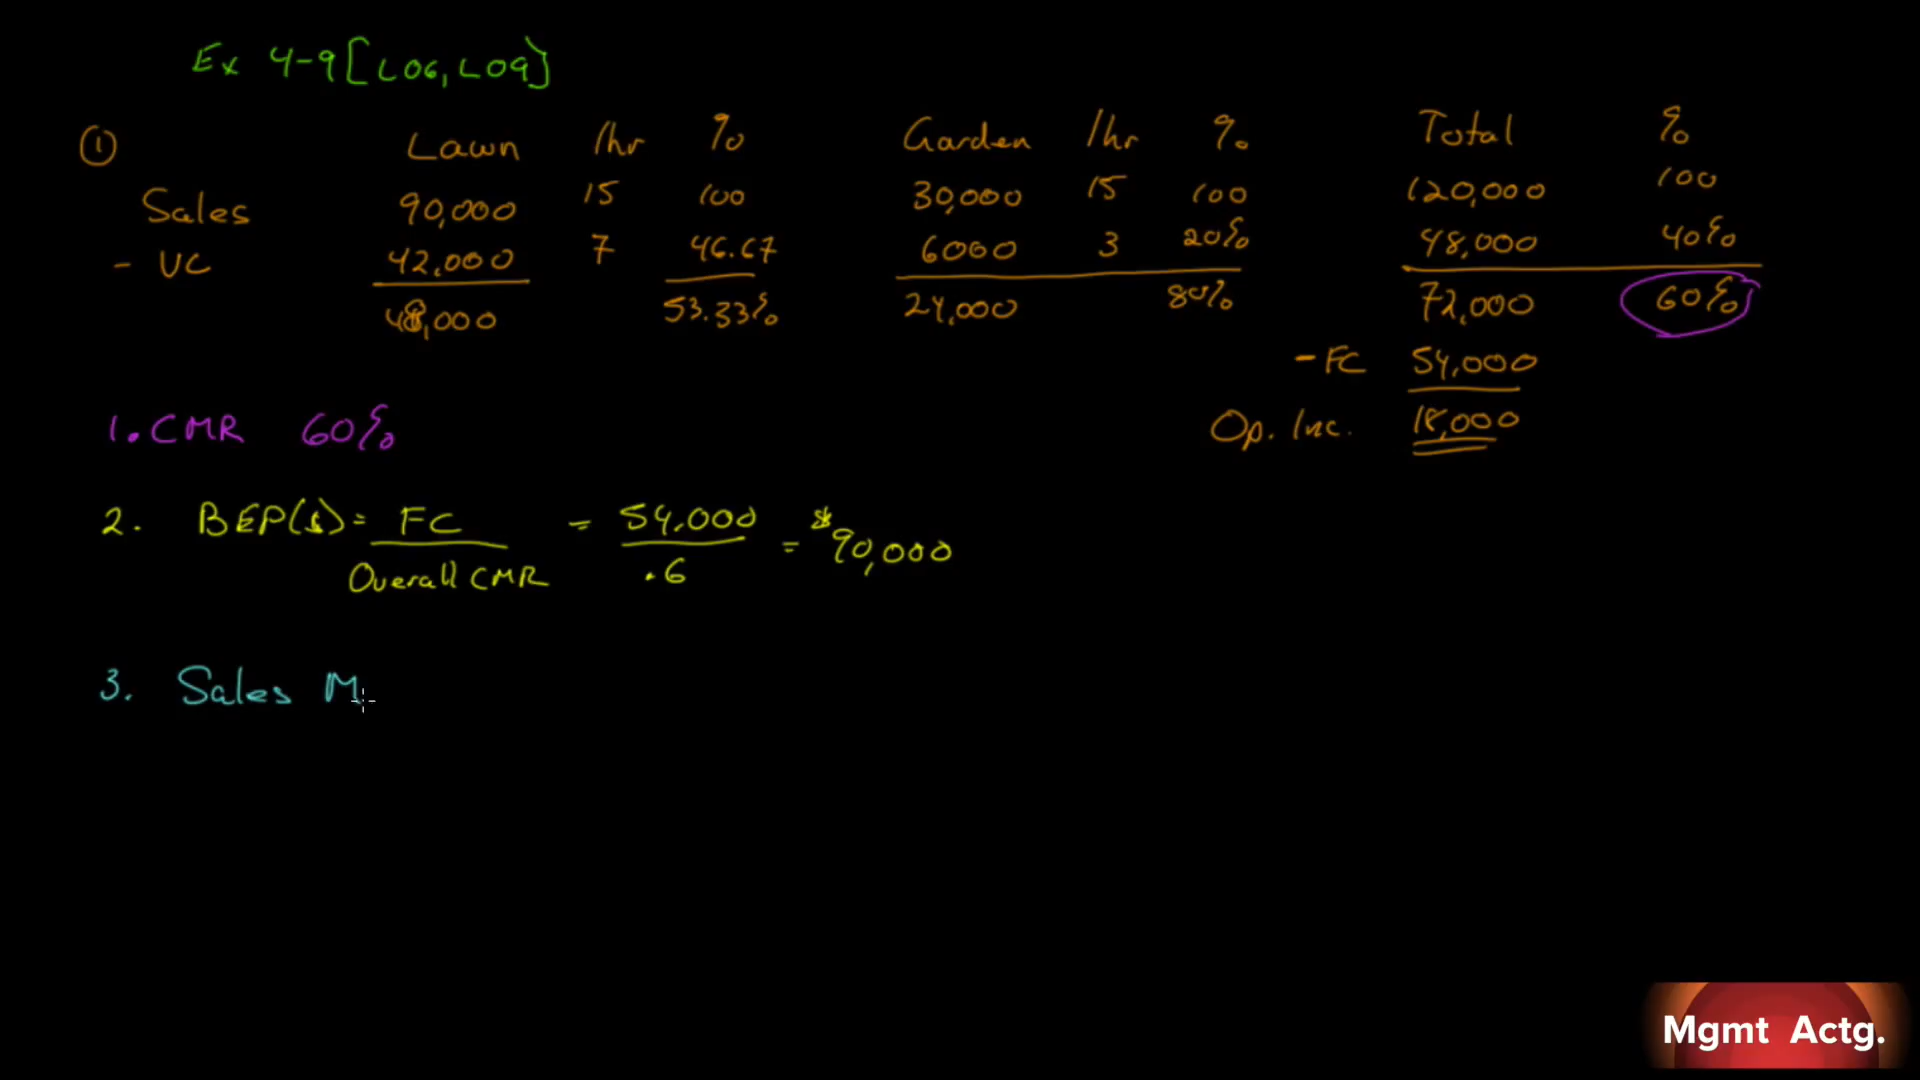 Ex 4-9 [LO6, LO9]
① Lawn /hr % Garden /hr % Total %
Sales 90,000 15 100 30,000 15 100 120,000 100
- VC 42,000 7 46.67 6000 3 20% 48,000 40%
48,000 53.33% 24,000 80% 72,000 60%
- FC 54,000
Op. Inc. 18,000
1. CMR 60%
2. BEP($) = FC / Overall CMR = 54,000 / .6 = $90,000
3. Sales M
Mgmt Actg.